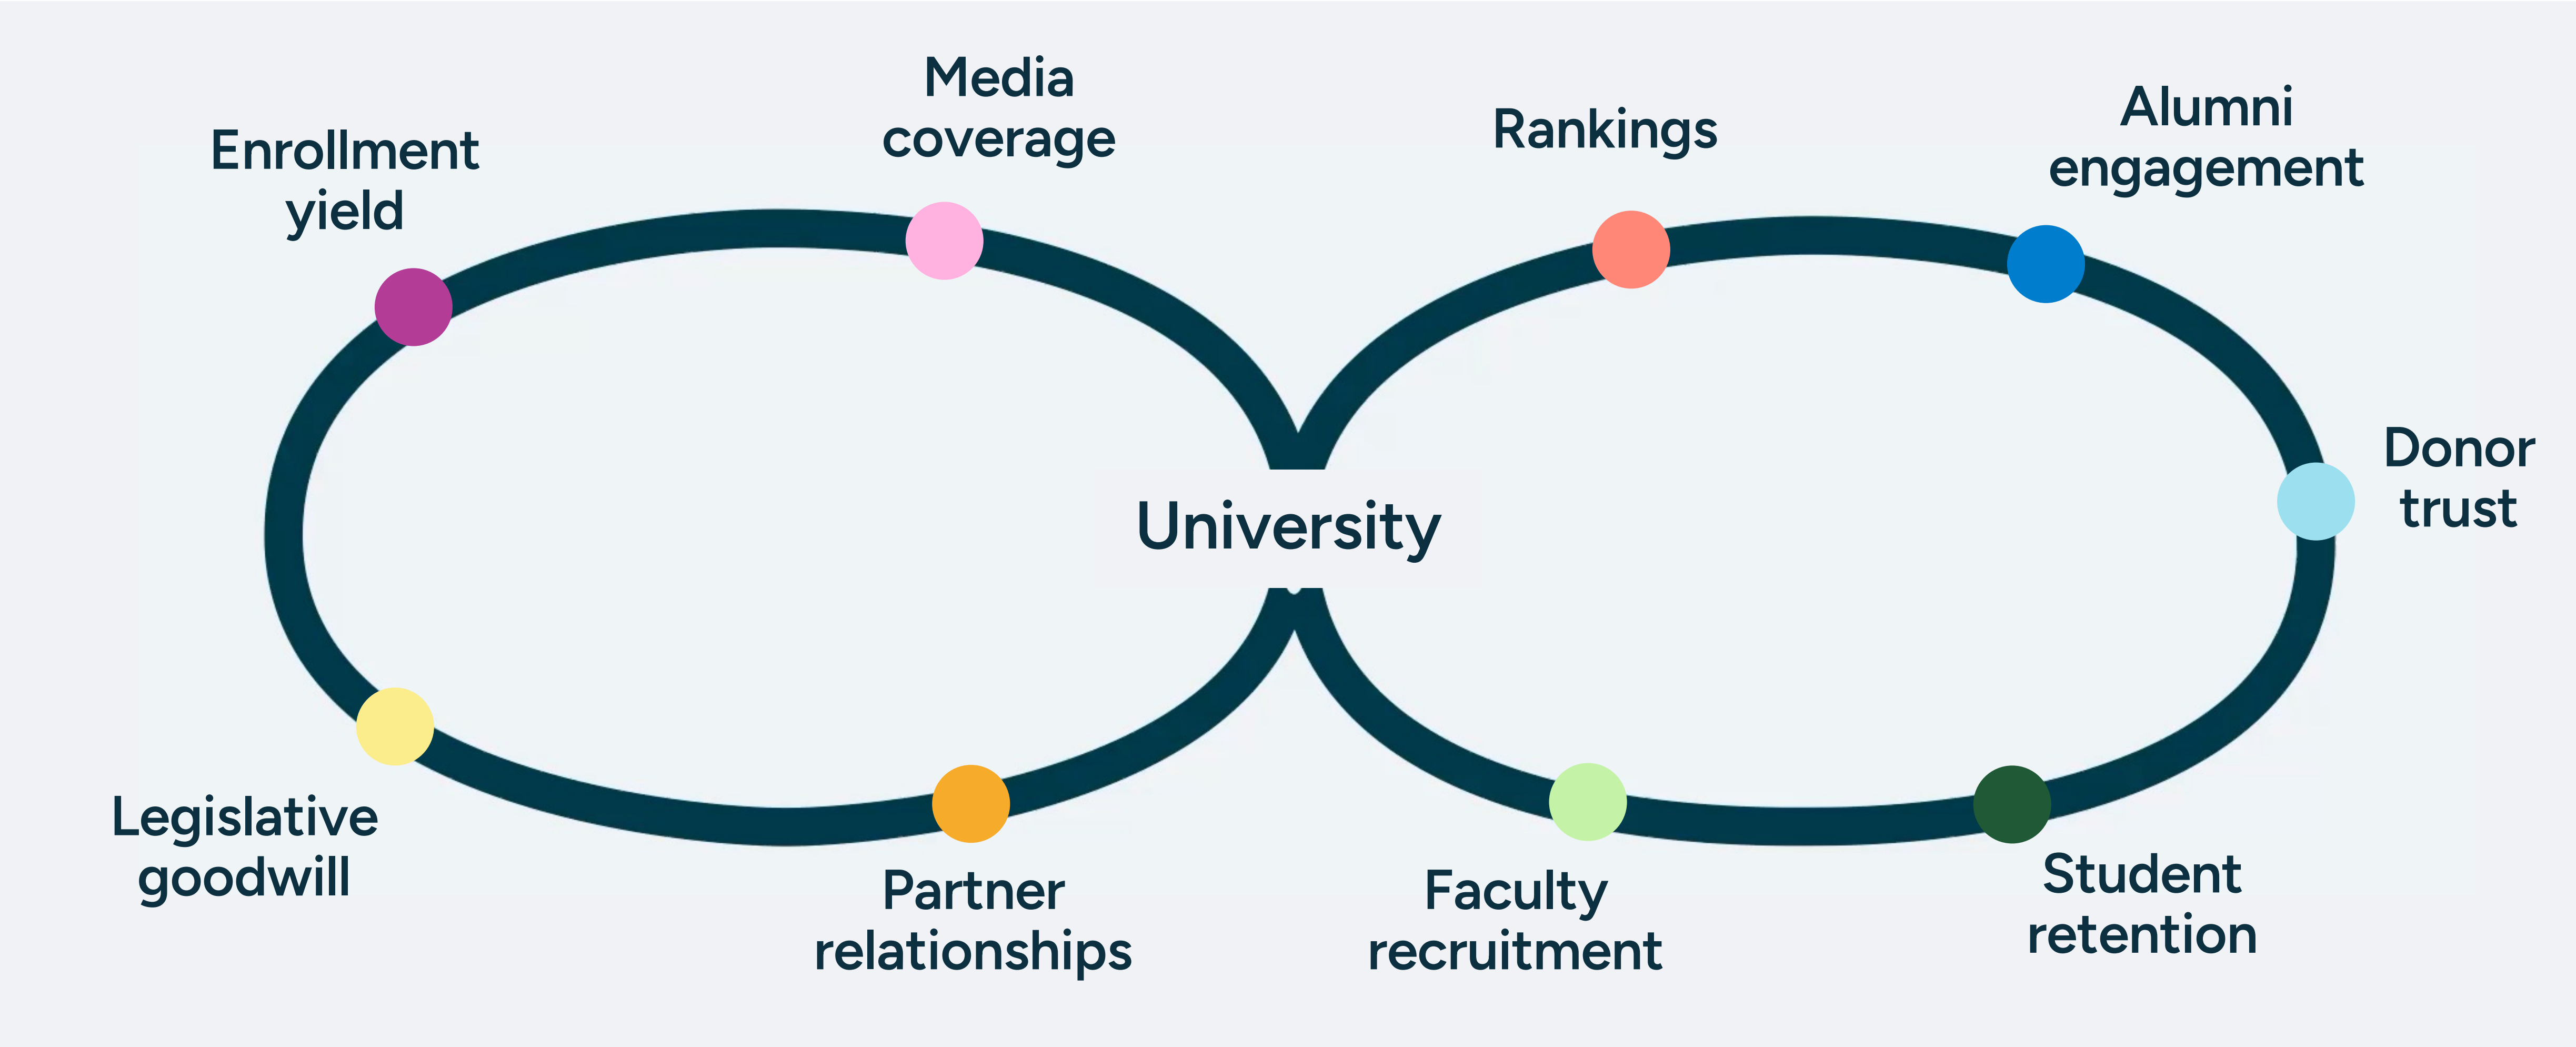 Media
coverage
Enrollment
yield
Rankings
Alumni
engagement
Donor
trust
University
Legislative
goodwill
Partner
relationships
Faculty
recruitment
Student
retention